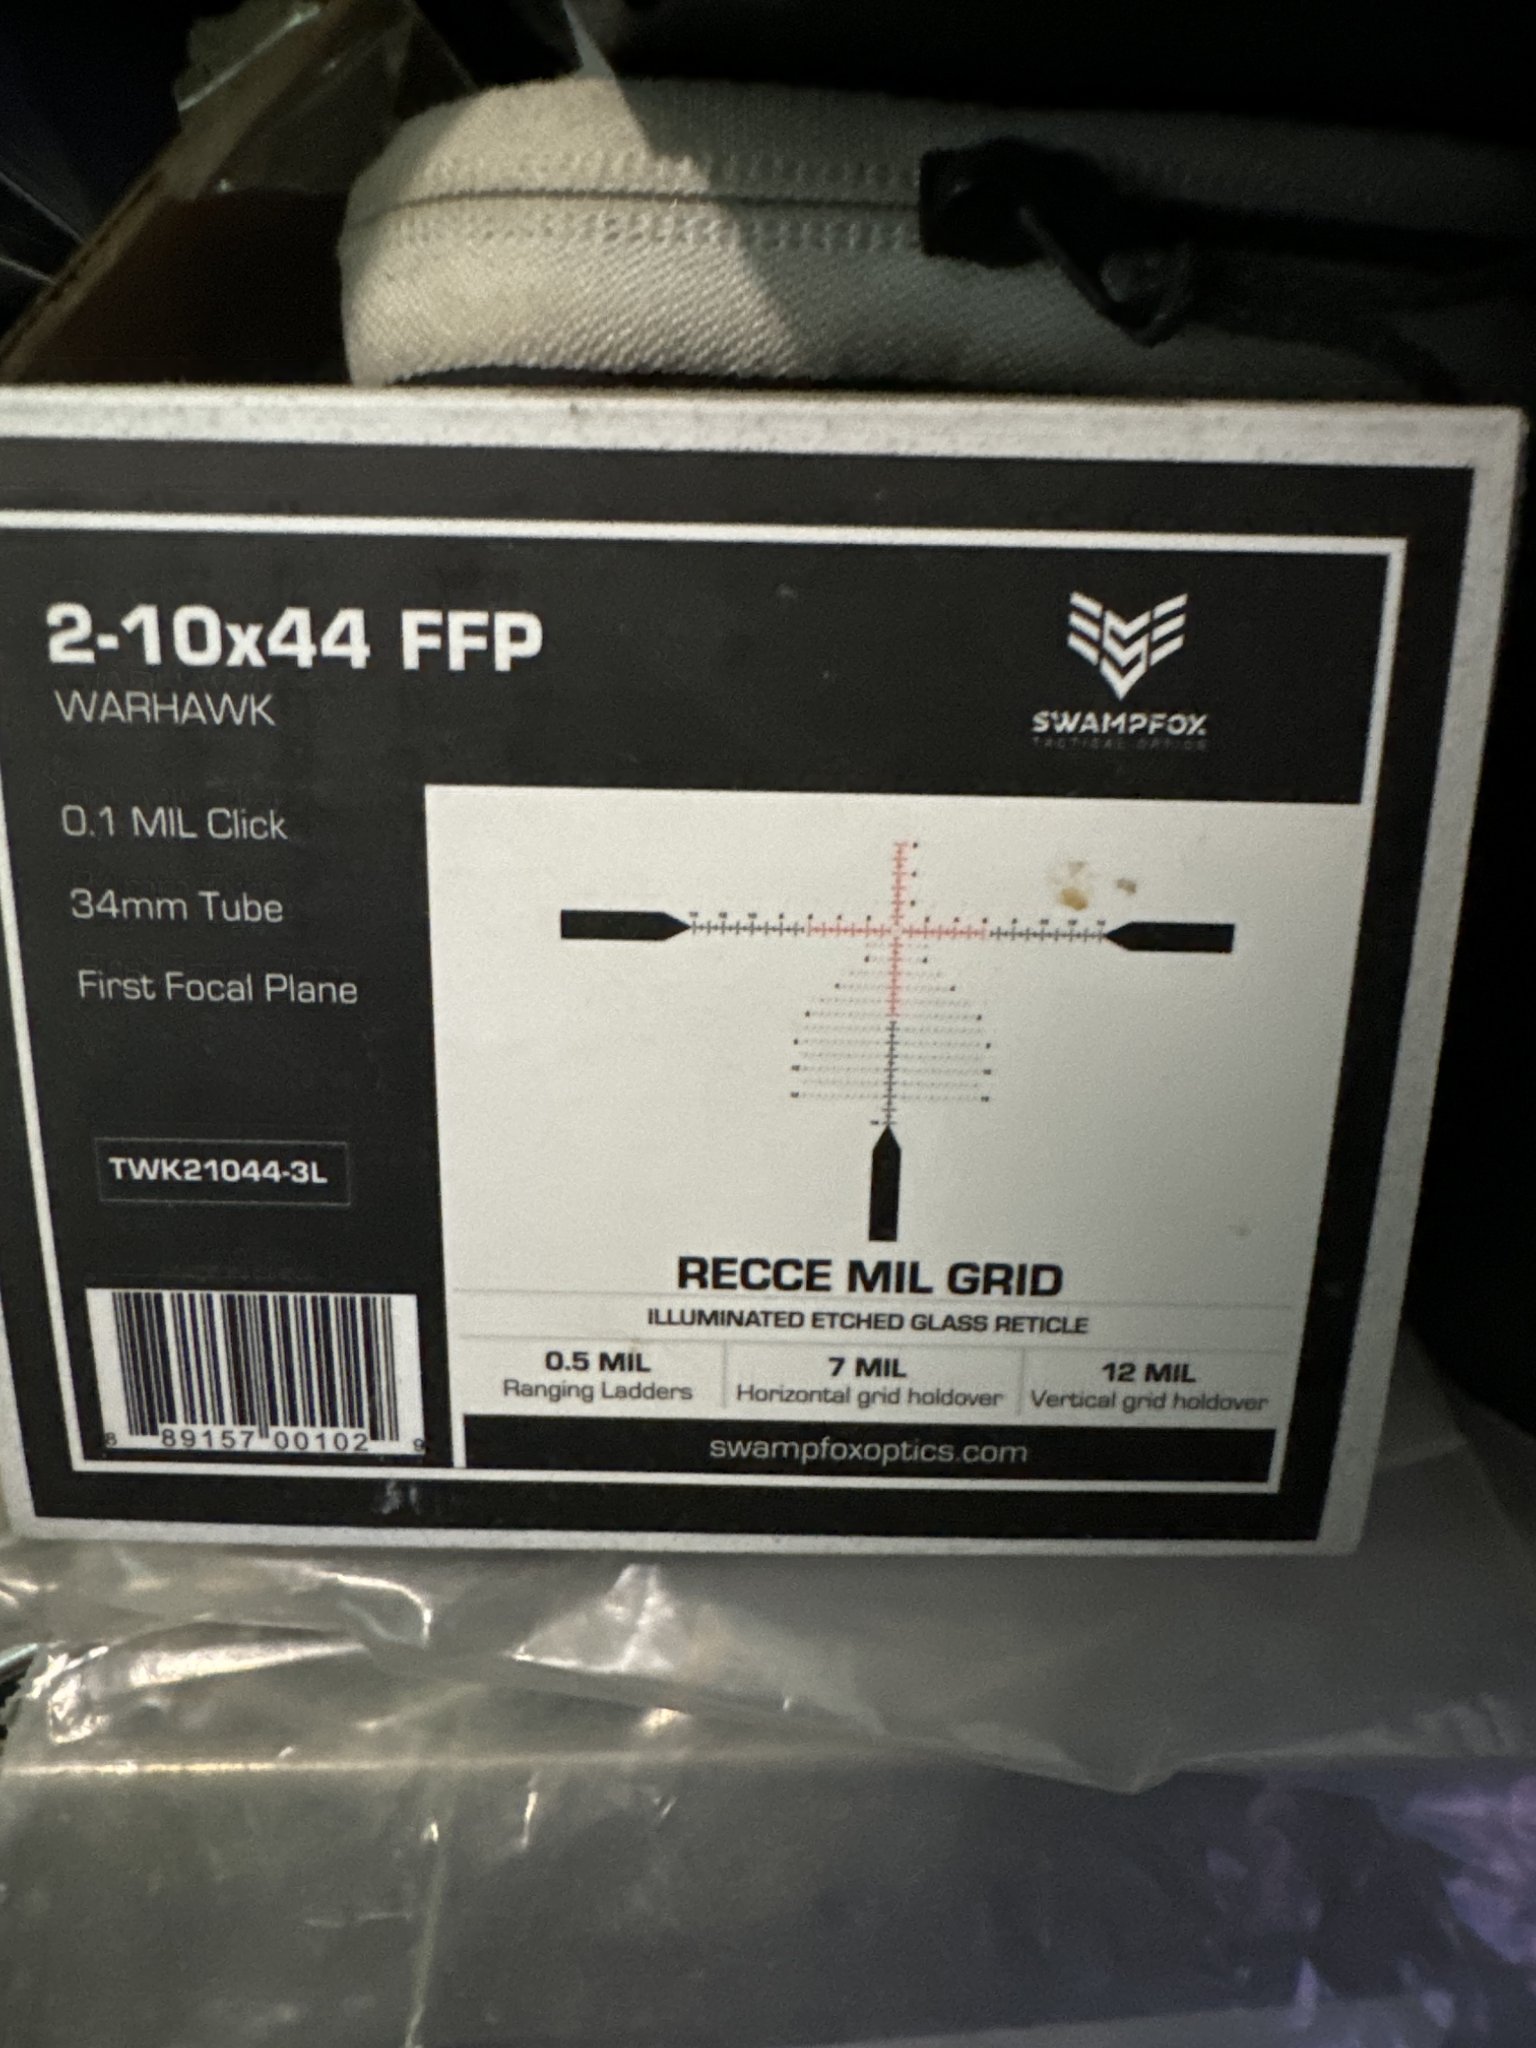 2-10x44 FFP
WARHAWK
SWAMPFOX
TACTICAL OPTICS
0.1 MIL Click
34mm Tube
First Focal Plane
TWK21044-3L
RECCE MIL GRID
ILLUMINATED ETCHED GLASS RETICLE
0.5 MIL
Ranging Ladders
7 MIL
Horizontal grid holdover
12 MIL
Vertical grid holdover
8 89157 00102 9
swampfoxoptics.com